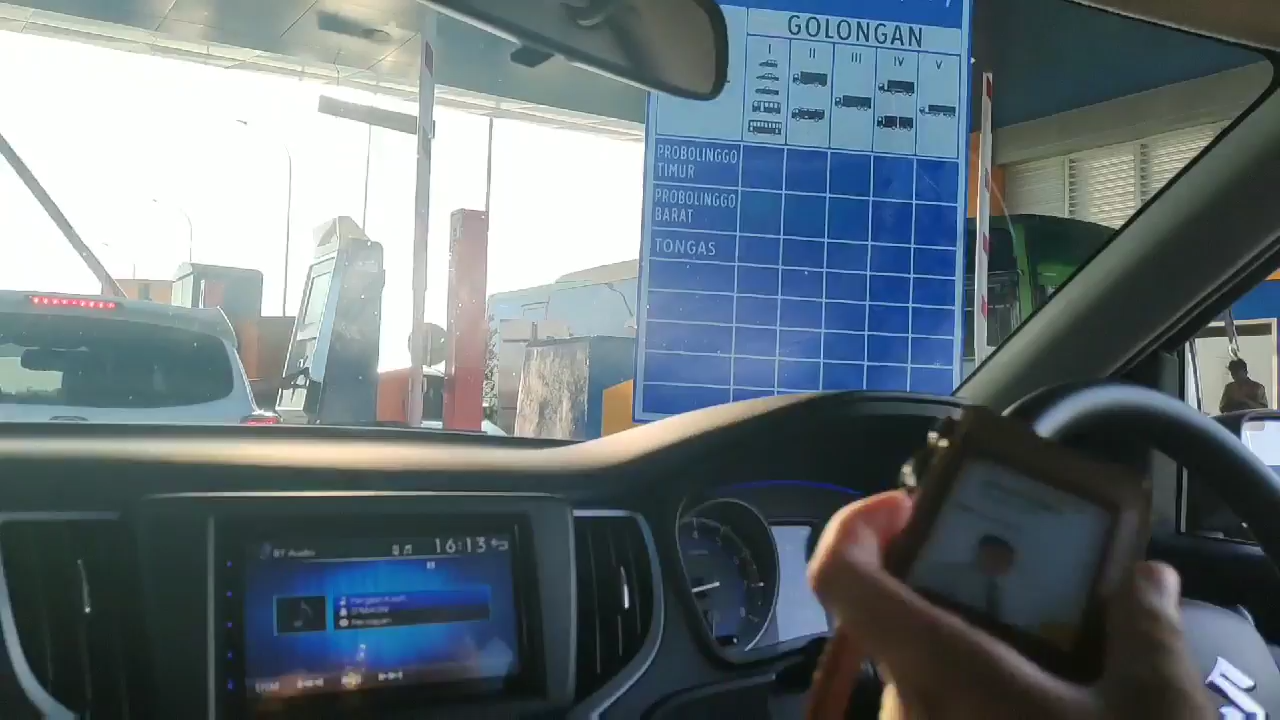 GOLONGAN
I II III IV V
PROBOLINGGO
TIMUR
PROBOLINGGO
BARAT
TONGAS
BT Audio
16:13